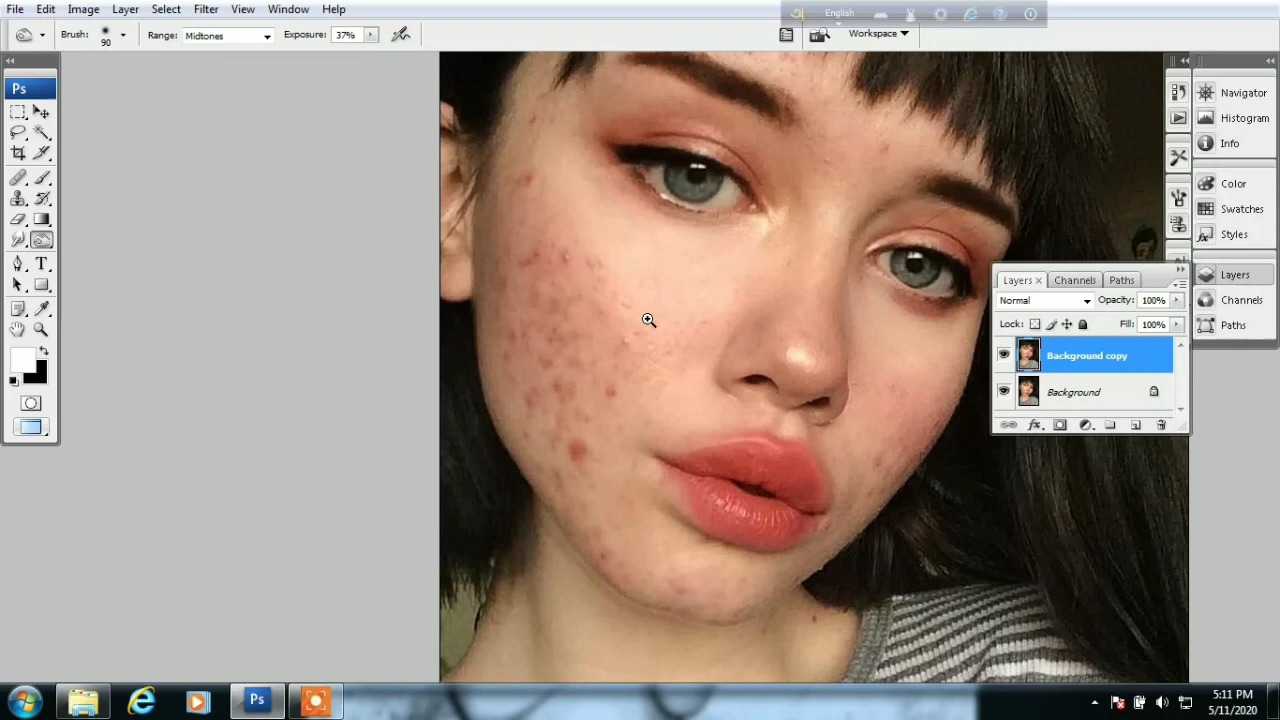 File Edit Image Layer Select Filter View Window Help
English
Brush: 90 Range: Midtones Exposure: 37% Workspace
Ps
Navigator
Histogram
Info
Color
Swatches
Styles
Layers
Channels
Paths
Layers Channels Paths
Normal Opacity: 100%
Lock: Fill: 100%
Background copy
Background
Ps
5:11 PM
5/11/2020